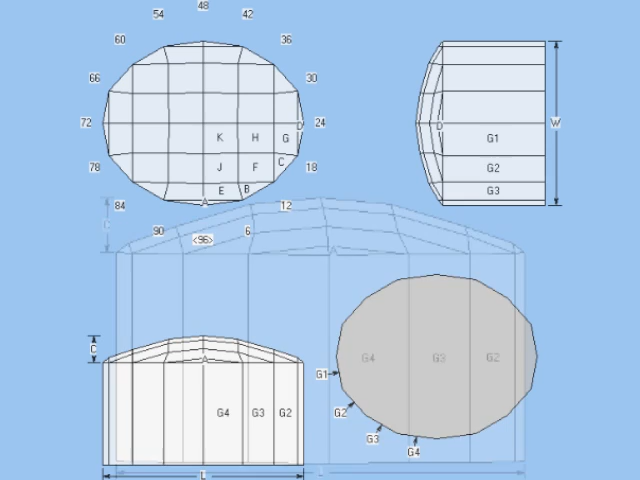 48
54 42
60 36
66 30
72 D 24
K H G
78 J F C 18
E B
A
84 12
90 <96> 6
D W
G1
G2
G3
C
A
C
A
G4 G3 G2
L
L
G4 G3 G2
G1
G2
G3
G4